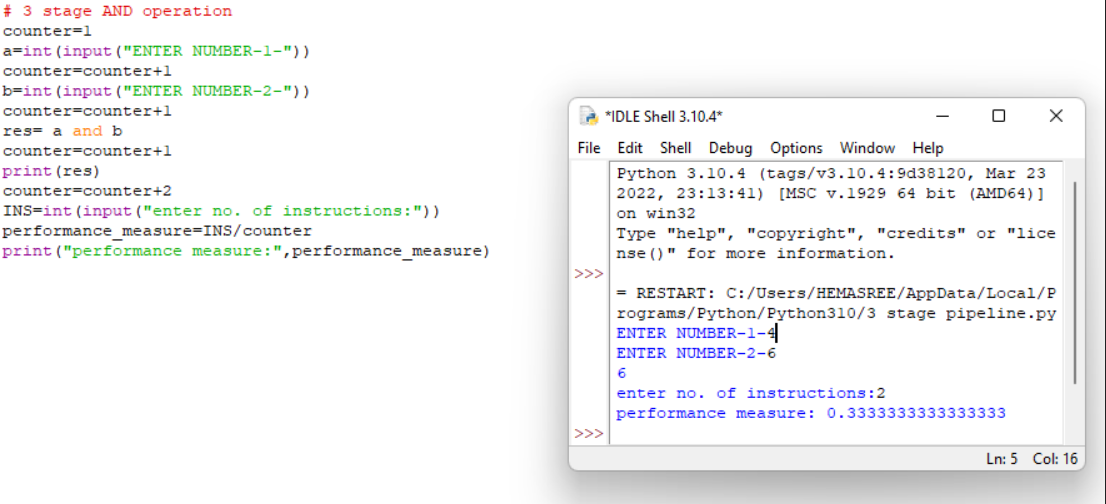 # 3 stage AND operation
counter=1
a=int(input("ENTER NUMBER-1-"))
counter=counter+1
b=int(input("ENTER NUMBER-2-"))
counter=counter+1
res= a and b
counter=counter+1
print(res)
counter=counter+2
INS=int(input("enter no. of instructions:"))
performance_measure=INS/counter
print("performance measure:",performance_measure)
*IDLE Shell 3.10.4*
File Edit Shell Debug Options Window Help
Python 3.10.4 (tags/v3.10.4:9d38120, Mar 23
2022, 23:13:41) [MSC v.1929 64 bit (AMD64)]
on win32
Type "help", "copyright", "credits" or "lice
nse()" for more information.
>>>
= RESTART: C:/Users/HEMASREE/AppData/Local/P
rograms/Python/Python310/3 stage pipeline.py
ENTER NUMBER-1-4
ENTER NUMBER-2-6
6
enter no. of instructions:2
performance measure: 0.3333333333333333
>>>
Ln: 5 Col: 16